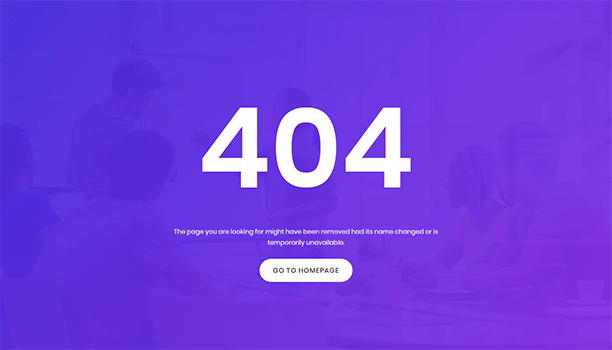 404
The page you are looking for might have been removed had its name changed or is
temporarily unavailable.
GO TO HOMEPAGE